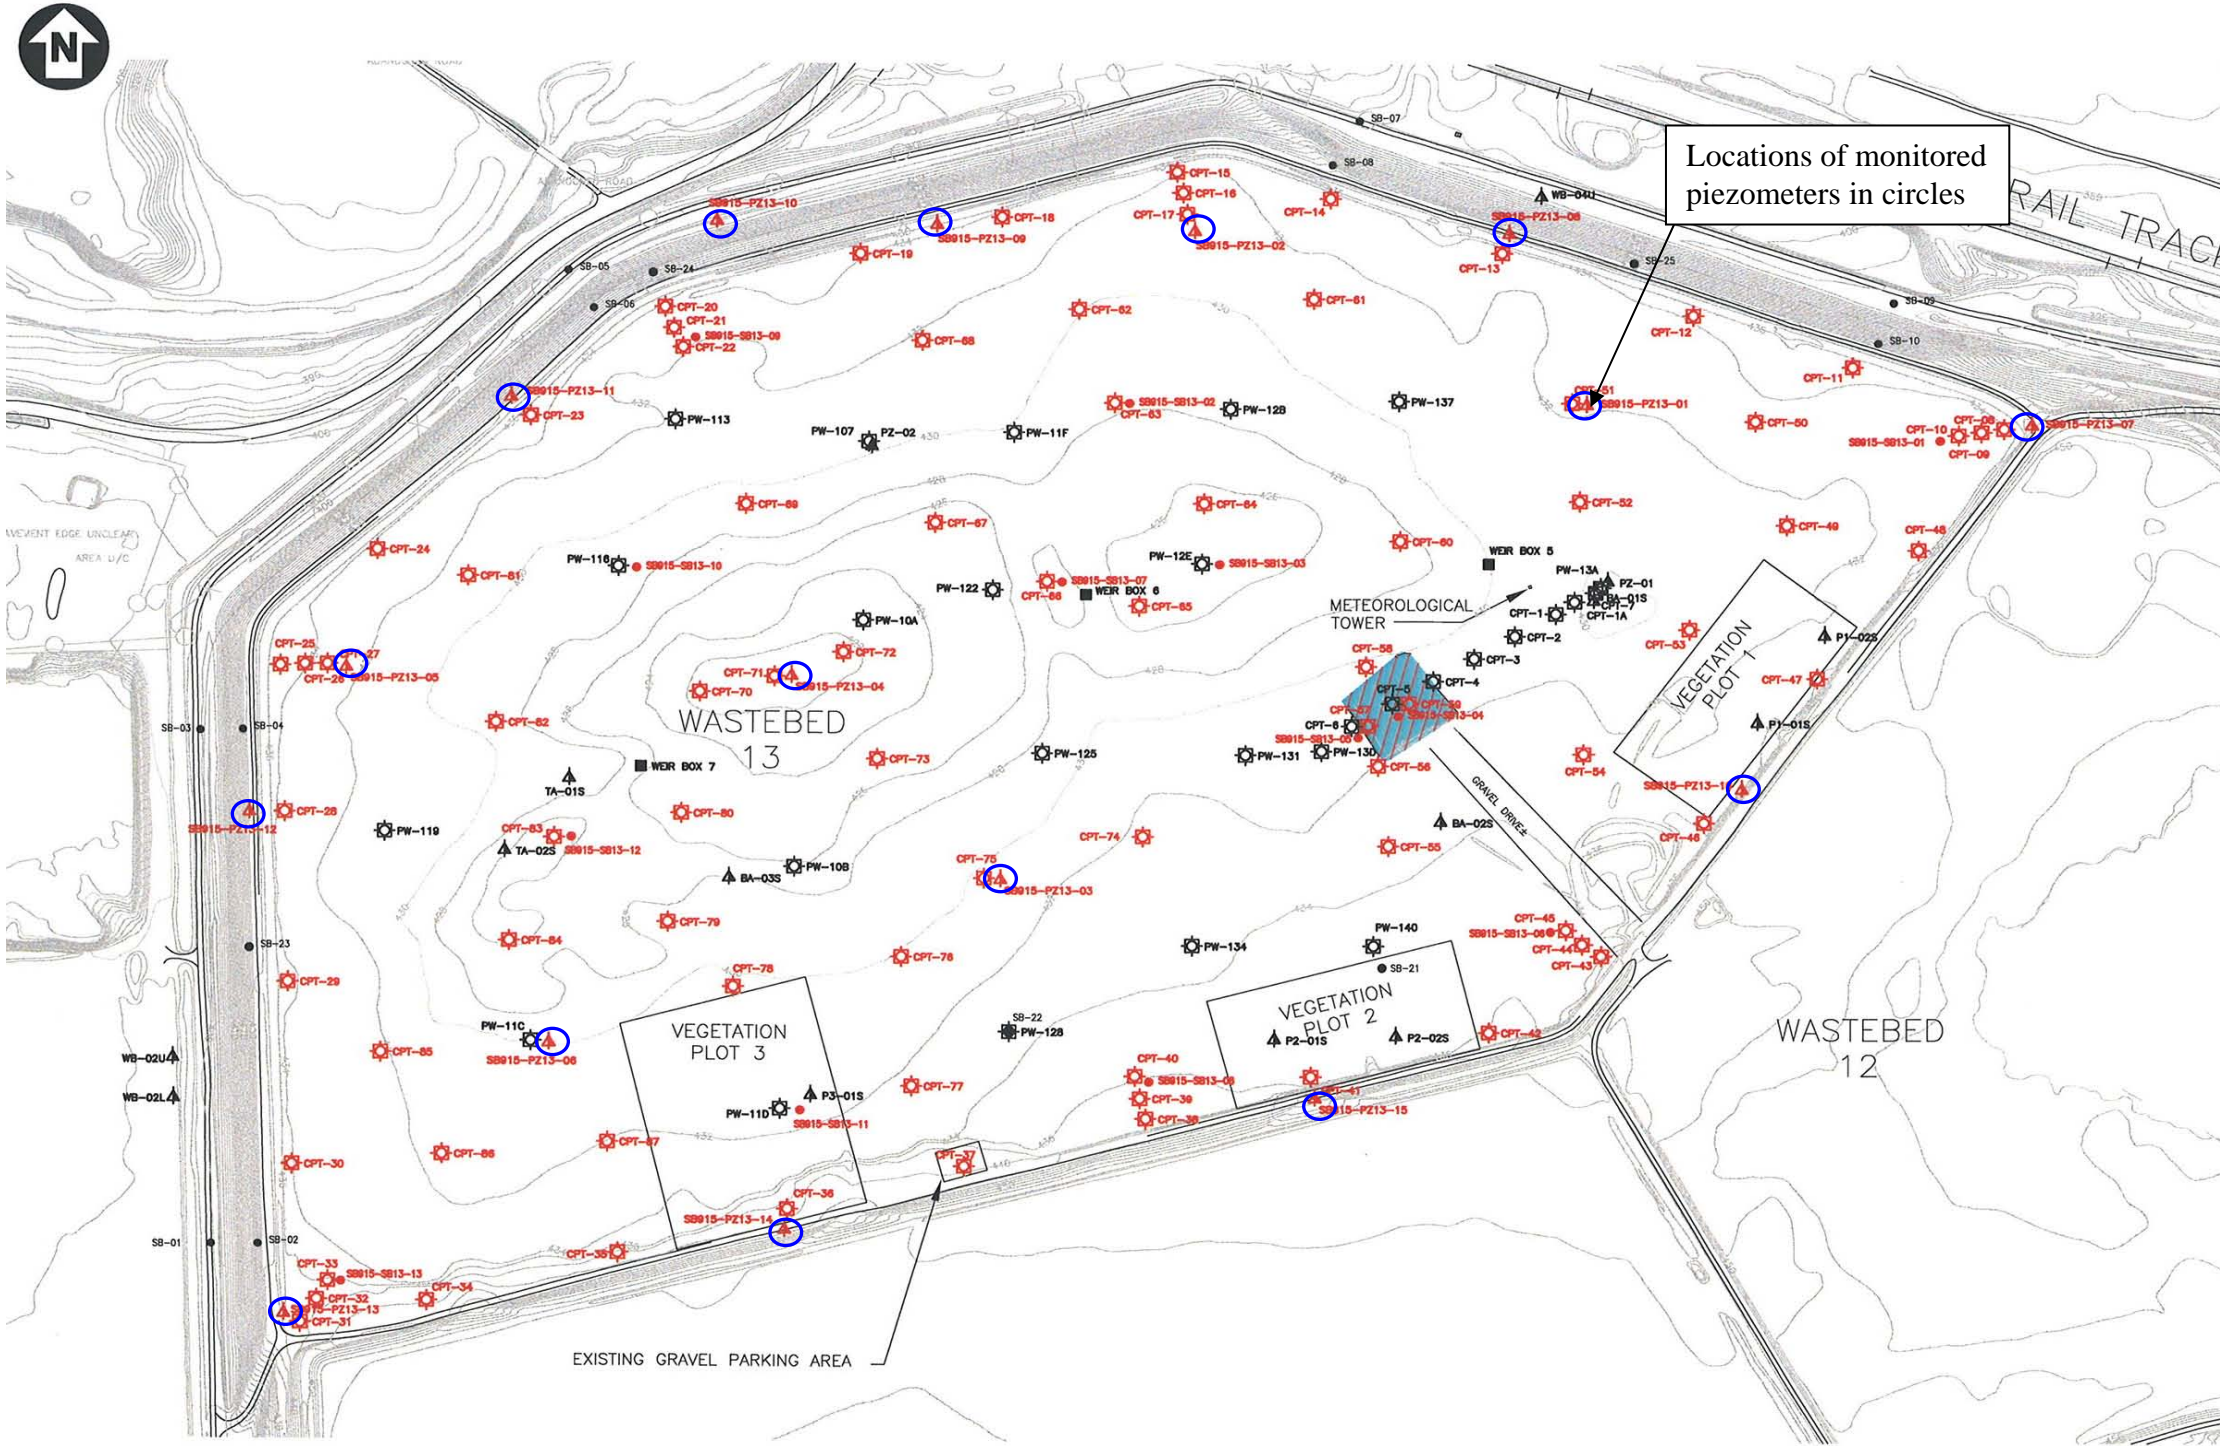 N
SB-07
SB-08
Locations of monitored
piezometers in circles
RAIL TRACK
CPT-15
CPT-16
CPT-17
CPT-14
WB-04U
SB915-PZ13-10
SB915-PZ13-09
CPT-18
SB915-PZ13-02
CPT-13
SB-25
CPT-19
SB-05
SB-24
SB-06
SB-09
SB-10
CPT-20
CPT-21
SB915-SB13-09
CPT-22
CPT-62
CPT-61
CPT-68
CPT-12
CPT-11
SB915-PZ13-11
CPT-23
PW-113
PW-107
PZ-02
PW-11F
SB915-SB13-02
CPT-63
PW-137
CPT-51
SB915-PZ13-01
CPT-50
CPT-10
SB915-SB13-01
CPT-09
SB915-PZ13-07
CPT-69
CPT-67
CPT-64
CPT-60
CPT-52
CPT-49
CPT-48
AREA U/C
CPT-24
CPT-81
SB915-SB13-10
PW-122
PW-12E
SB915-SB13-03
SB915-SB13-07
CPT-66
WEIR BOX 6
CPT-65
WEIR BOX 5
PW-13A
PZ-01
BA-01S
CPT-7
CPT-1
CPT-1A
CPT-2
CPT-3
CPT-4
METEOROLOGICAL
TOWER
CPT-53
VEGETATION
PLOT 1
P1-02S
CPT-47
P1-01S
PW-10A
CPT-72
CPT-71
SB915-PZ13-04
CPT-70
CPT-25
CPT-26
SB915-PZ13-05
CPT-58
CPT-5
CPT-57
CPT-6
SB915-SB13-04
PW-131
CPT-56
WASTEBED
13
CPT-82
SB-03
SB-04
CPT-73
PW-125
WEIR BOX 7
TA-01S
CPT-54
GRAVEL DRIVE±
CPT-28
SB915-PZ13-12
PW-119
CPT-83
SB915-SB13-12
TA-02S
CPT-80
BA-03S
PW-10B
CPT-74
CPT-75
SB915-PZ13-03
BA-02S
CPT-55
CPT-46
CPT-79
CPT-84
SB-23
CPT-29
CPT-78
CPT-76
PW-134
PW-140
SB-21
CPT-45
CPT-44
CPT-43
CPT-42
VEGETATION
PLOT 2
P2-01S
P2-02S
VEGETATION
PLOT 3
SB-22
PW-11C
SB915-PZ13-06
CPT-85
WB-02U
WB-02L
CPT-40
CPT-39
CPT-38
SB915-PZ13-15
CPT-77
P3-01S
PW-11D
SB915-SB13-11
WASTEBED
12
CPT-87
CPT-86
CPT-30
CPT-37
CPT-36
SB915-PZ13-14
CPT-35
SB-01
SB-02
CPT-33
SB915-SB13-13
CPT-32
CPT-34
CPT-31
EXISTING GRAVEL PARKING AREA